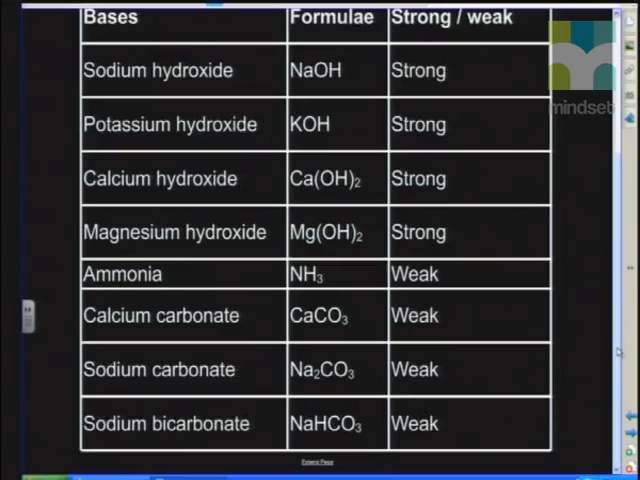 Bases Formulae Strong / weak
Sodium hydroxide NaOH Strong
Potassium hydroxide KOH Strong
Calcium hydroxide Ca(OH)₂ Strong
Magnesium hydroxide Mg(OH)₂ Strong
Ammonia NH₃ Weak
Calcium carbonate CaCO₃ Weak
Sodium carbonate Na₂CO₃ Weak
Sodium bicarbonate NaHCO₃ Weak
mindset
Extend Page